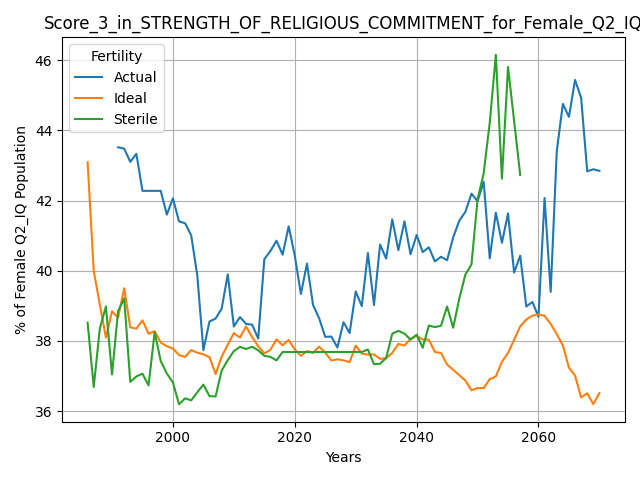 Score_3_in_STRENGTH_OF_RELIGIOUS_COMMITMENT_for_Female_Q2_IQ
Fertility
Actual
Ideal
Sterile
% of Female Q2_IQ Population
46
44
42
40
38
36
2000
2020
2040
2060
Years